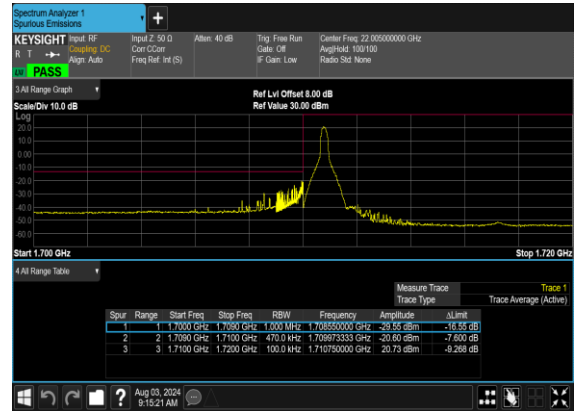 Spectrum Analyzer 1
Spurious Emissions
KEYSIGHT Input: RF Input Z: 50 Ω Atten: 40 dB Trig: Free Run Center Freq: 22.005000000 GHz
R T Coupling: DC Corr CCorr Gate: Off Avg|Hold: 100/100
Align: Auto Freq Ref: Int (S) IF Gain: Low Radio Std: None
PASS
3 All Range Graph
Ref Lvl Offset 8.00 dB
Scale/Div 10.0 dB Ref Value 30.00 dBm
Log
20.0
10.0
0.00
-10.0
-20.0
-30.0
-40.0
-50.0
-60.0
Start 1.700 GHz Stop 1.720 GHz
4 All Range Table
Measure Trace Trace 1
Trace Type Trace Average (Active)
Spur Range Start Freq Stop Freq RBW Frequency Amplitude ΔLimit
1 1 1.7000 GHz 1.7090 GHz 1.000 MHz 1.708550000 GHz -29.55 dBm -16.55 dB
2 2 1.7090 GHz 1.7100 GHz 470.0 kHz 1.709973333 GHz -20.60 dBm -7.600 dB
3 3 1.7100 GHz 1.7200 GHz 100.0 kHz 1.710750000 GHz 20.73 dBm -9.268 dB
? Aug 03, 2024
9:15:21 AM